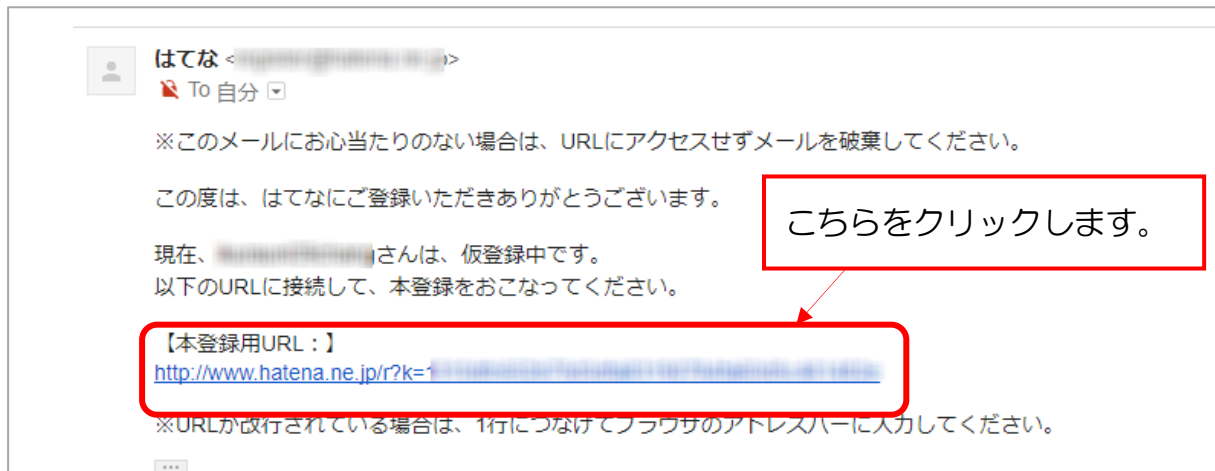 はてな < >
To 自分
※このメールにお心当たりのない場合は、URLにアクセスせずメールを破棄してください。
この度は、はてなにご登録いただきありがとうございます。
こちらをクリックします。
現在、 さんは、仮登録中です。
以下のURLに接続して、本登録をおこなってください。
【本登録用URL：】
http://www.hatena.ne.jp/r?k=1
※URLが改行されている場合は、1行につなげてブラウザのアドレスバーに入力してください。